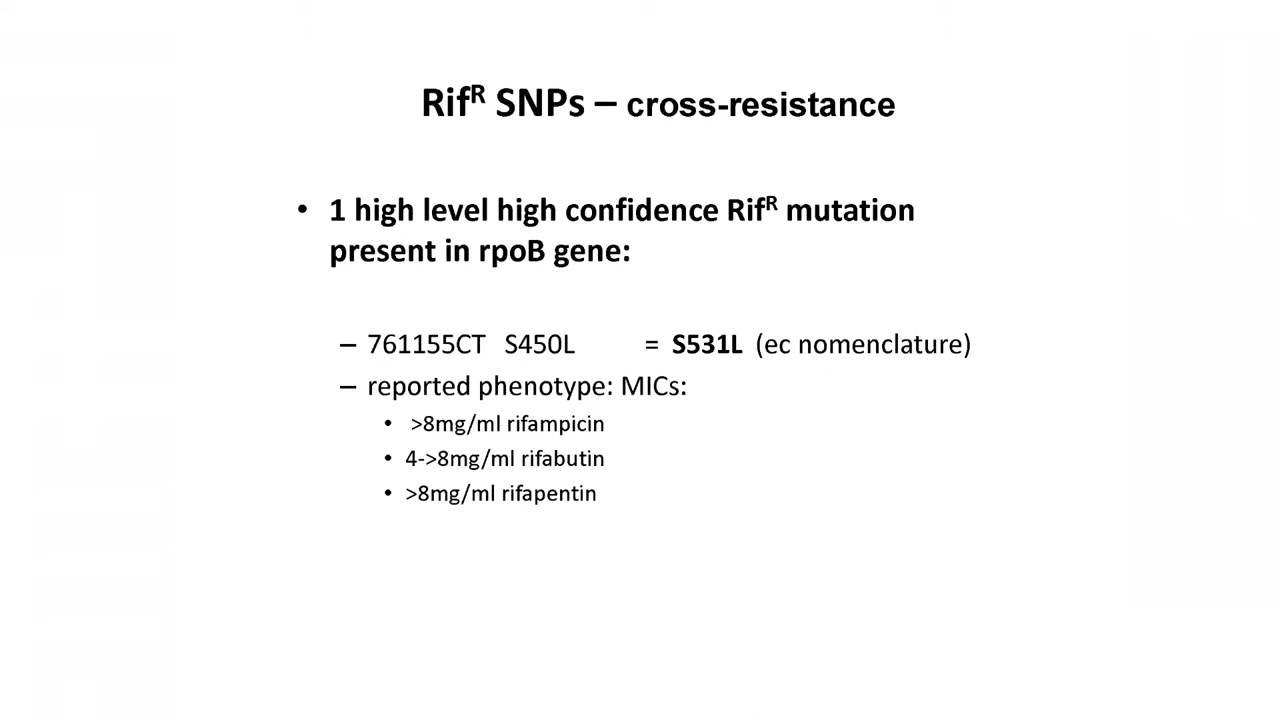 Rifᴿ SNPs – cross-resistance
• 1 high level high confidence Rifᴿ mutation
present in rpoB gene:
– 761155CT S450L = S531L (ec nomenclature)
– reported phenotype: MICs:
• >8mg/ml rifampicin
• 4->8mg/ml rifabutin
• >8mg/ml rifapentin